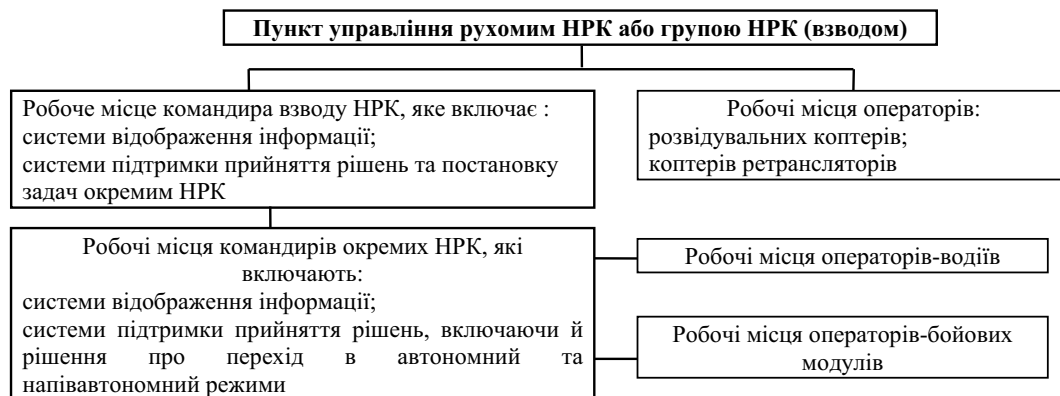 Пункт управління рухомим НРК або групою НРК (взводом)
Робоче місце командира взводу НРК, яке включає :
системи відображення інформації;
системи підтримки прийняття рішень та постановку
задач окремим НРК
Робочі місця операторів:
розвідувальних коптерів;
коптерів ретрансляторів
Робочі місця командирів окремих НРК, які
включають:
системи відображення інформації;
системи підтримки прийняття рішень, включаючи й
рішення про перехід в автономний та
напівавтономний режими
Робочі місця операторів-водіїв
Робочі місця операторів-бойових
модулів